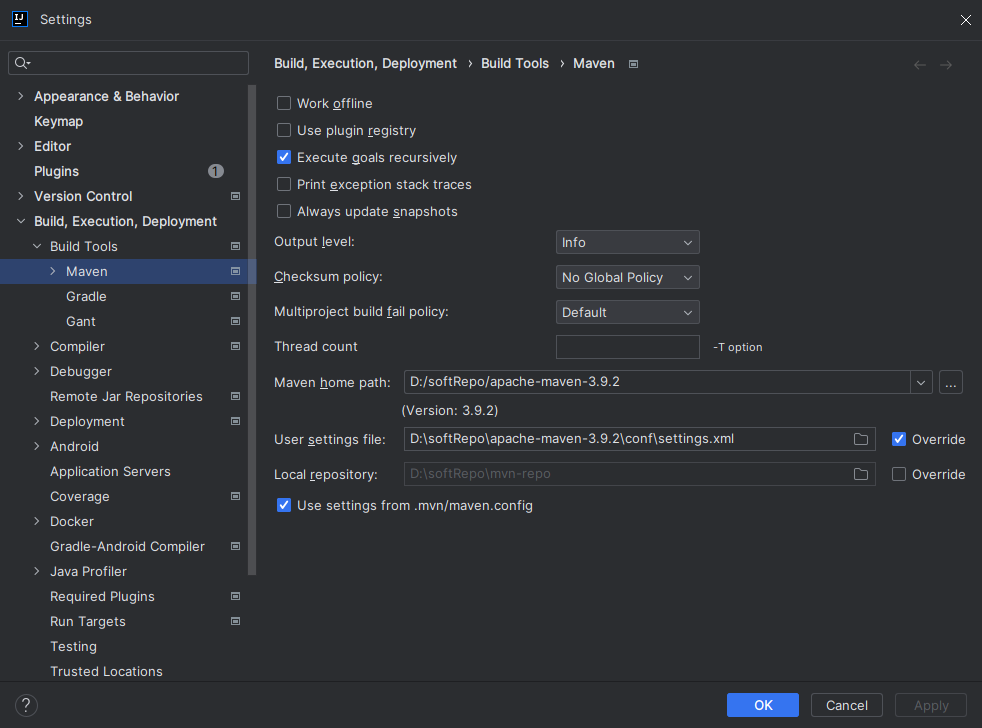 Settings
Appearance & Behavior
Keymap
Editor
Plugins 1
Version Control
Build, Execution, Deployment
Build Tools
Maven
Gradle
Gant
Compiler
Debugger
Remote Jar Repositories
Deployment
Android
Application Servers
Coverage
Docker
Gradle-Android Compiler
Java Profiler
Required Plugins
Run Targets
Testing
Trusted Locations
Build, Execution, Deployment › Build Tools › Maven
Work offline
Use plugin registry
Execute goals recursively
Print exception stack traces
Always update snapshots
Output level: Info
Checksum policy: No Global Policy
Multiproject build fail policy: Default
Thread count -T option
Maven home path: D:/softRepo/apache-maven-3.9.2 ...
(Version: 3.9.2)
User settings file: D:\softRepo\apache-maven-3.9.2\conf\settings.xml Override
Local repository: D:\softRepo\mvn-repo Override
Use settings from .mvn/maven.config
? OK Cancel Apply